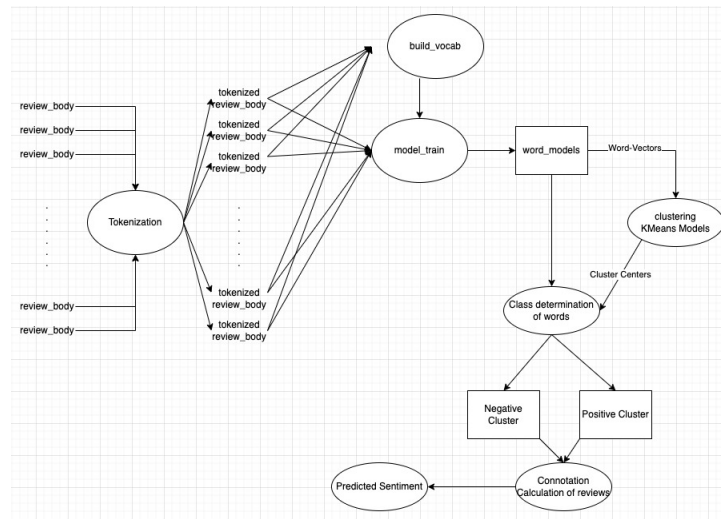 build_vocab
review_body
review_body
review_body
tokenized
review_body
tokenized
review_body
tokenized
review_body
model_train
word_models
Word-Vectors
Tokenization
clustering
KMeans Models
Cluster Centers
review_body
review_body
tokenized
review_body
tokenized
review_body
Class determination
of words
Negative
Cluster
Positive Cluster
Connotation
Calculation of reviews
Predicted Sentiment